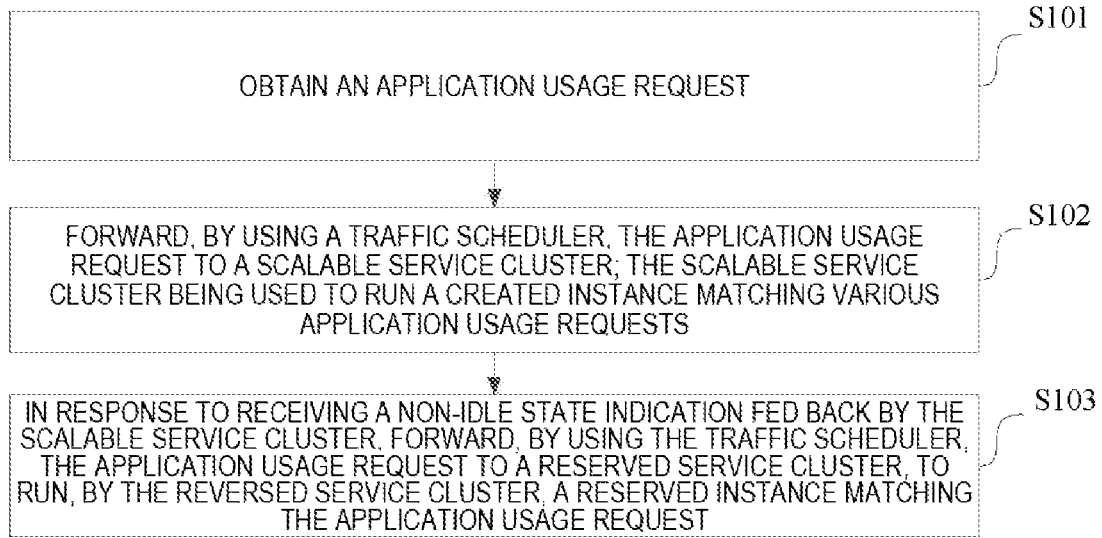 S101
OBTAIN AN APPLICATION USAGE REQUEST
S102
FORWARD, BY USING A TRAFFIC SCHEDULER, THE APPLICATION USAGE
REQUEST TO A SCALABLE SERVICE CLUSTER; THE SCALABLE SERVICE
CLUSTER BEING USED TO RUN A CREATED INSTANCE MATCHING VARIOUS
APPLICATION USAGE REQUESTS
S103
IN RESPONSE TO RECEIVING A NON-IDLE STATE INDICATION FED BACK BY THE
SCALABLE SERVICE CLUSTER, FORWARD, BY USING THE TRAFFIC SCHEDULER,
THE APPLICATION USAGE REQUEST TO A RESERVED SERVICE CLUSTER, TO
RUN, BY THE REVERSED SERVICE CLUSTER, A RESERVED INSTANCE MATCHING
THE APPLICATION USAGE REQUEST